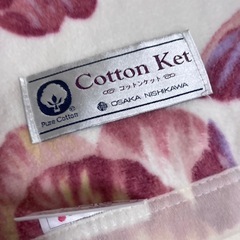 Cotton Ket
コットンケット
Pure Cotton
OSAKA NISHIKAWA